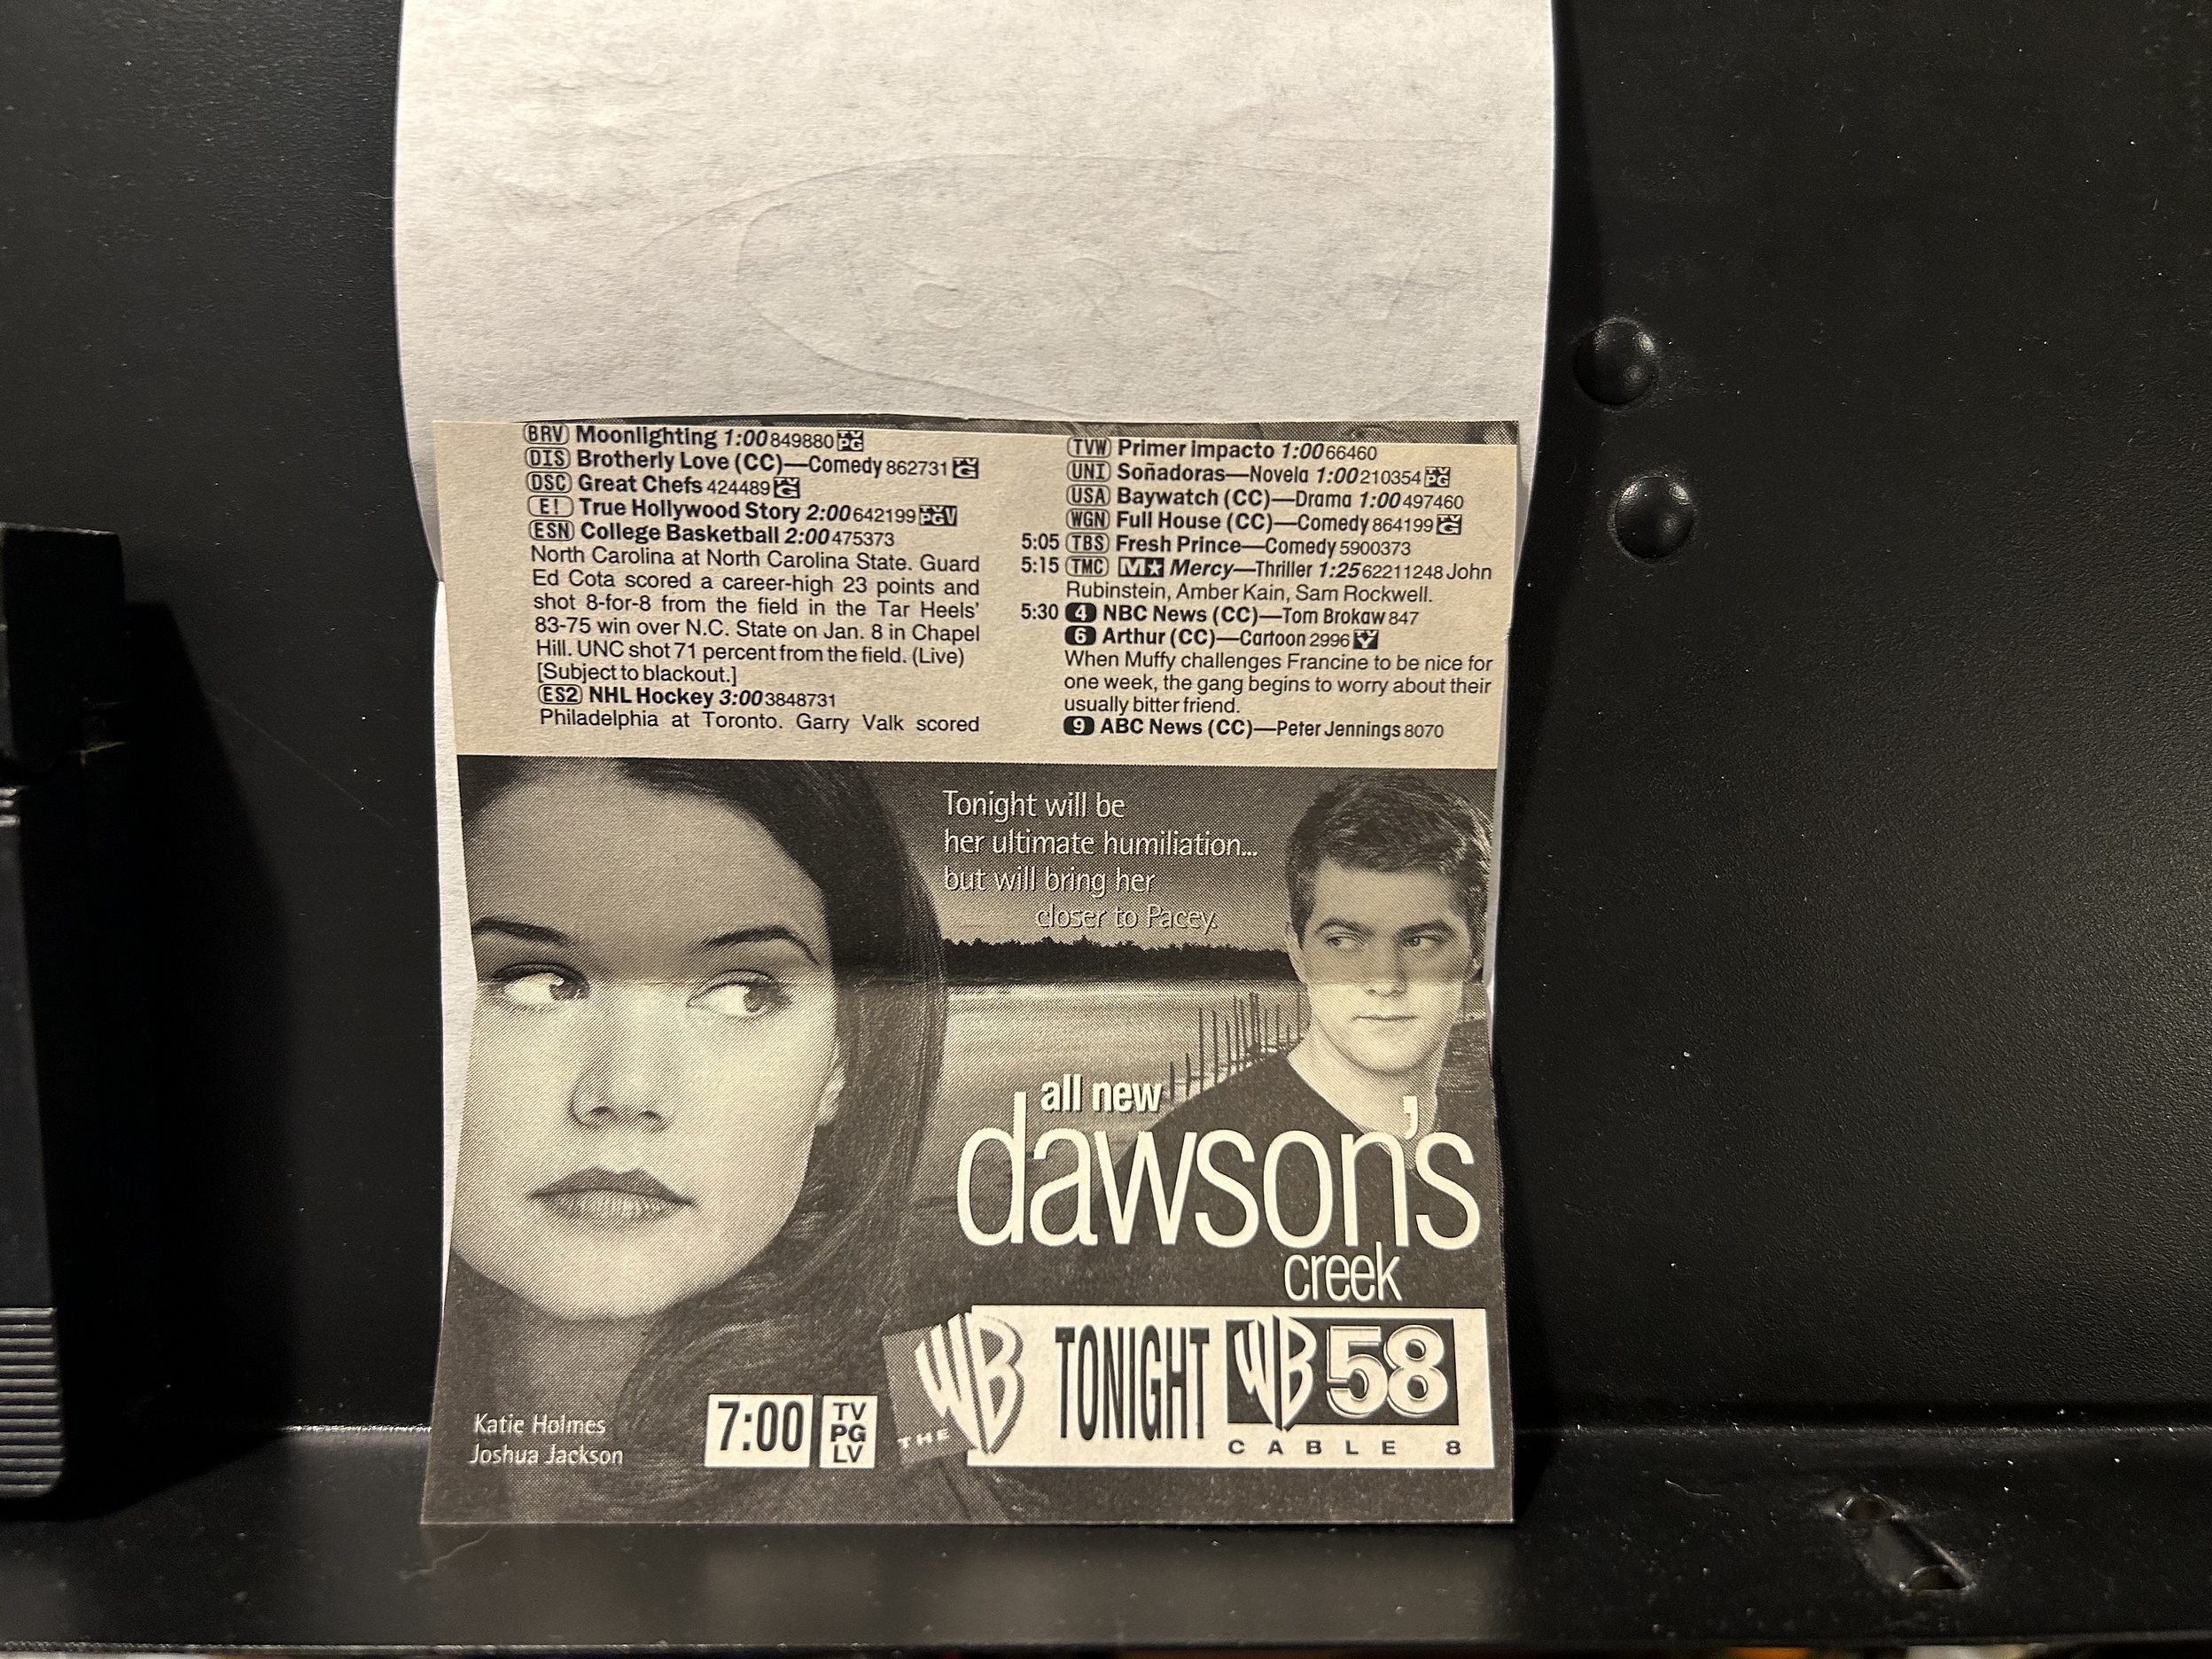 BRV Moonlighting 1:00 849880 TV PG
DIS Brotherly Love (CC)—Comedy 862731 TV G
DSC Great Chefs 424489 TV G
E! True Hollywood Story 2:00 642199 TV PG V
ESN College Basketball 2:00 475373
North Carolina at North Carolina State. Guard
Ed Cota scored a career-high 23 points and
shot 8-for-8 from the field in the Tar Heels'
83-75 win over N.C. State on Jan. 8 in Chapel
Hill. UNC shot 71 percent from the field. (Live)
[Subject to blackout.]
ES2 NHL Hockey 3:00 3848731
Philadelphia at Toronto. Garry Valk scored
TVW Primer impacto 1:00 66460
UNI Soñadoras—Novela 1:00 210354 TV PG
USA Baywatch (CC)—Drama 1:00 497460
WGN Full House (CC)—Comedy 864199 TV G
5:05 TBS Fresh Prince—Comedy 5900373
5:15 TMC M★ Mercy—Thriller 1:25 62211248 John
Rubinstein, Amber Kain, Sam Rockwell.
5:30 4 NBC News (CC)—Tom Brokaw 847
6 Arthur (CC)—Cartoon 2996 TV Y
When Muffy challenges Francine to be nice for
one week, the gang begins to worry about their
usually bitter friend.
9 ABC News (CC)—Peter Jennings 8070
Tonight will be
her ultimate humiliation...
but will bring her
closer to Pacey.
all new
dawson's
creek
Katie Holmes
Joshua Jackson
7:00
TV
PG
LV
THE WB
TONIGHT
WB 58
CABLE 8